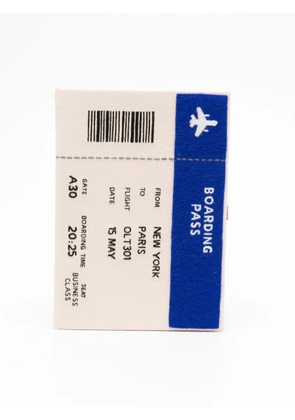 BOARDING
PASS
FROM NEW YORK
TO PARIS
FLIGHT OLT301
DATE 15 MAY
GATE BOARDING TIME SEAT
A30 20:25 BUSINESS
CLASS